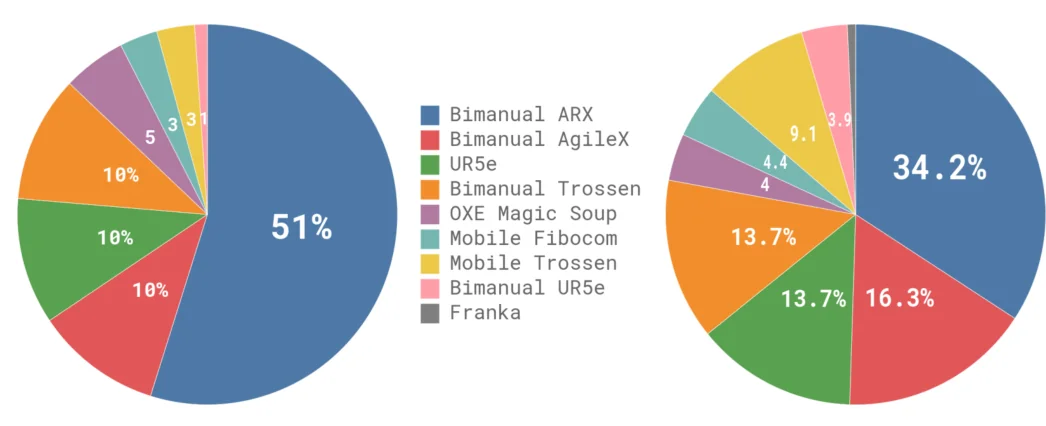 51%
10%
10%
10%
5
3
3
1
Bimanual ARX
Bimanual AgileX
UR5e
Bimanual Trossen
OXE Magic Soup
Mobile Fibocom
Mobile Trossen
Bimanual UR5e
Franka
34.2%
16.3%
13.7%
13.7%
4
4.4
9.1
3.9